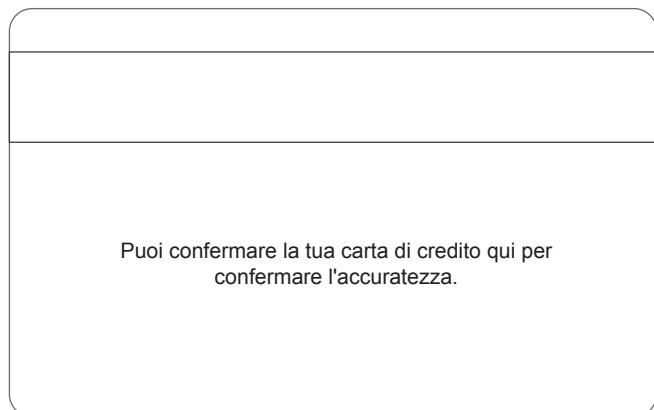 Puoi confermare la tua carta di credito qui per
confermare l'accuratezza.